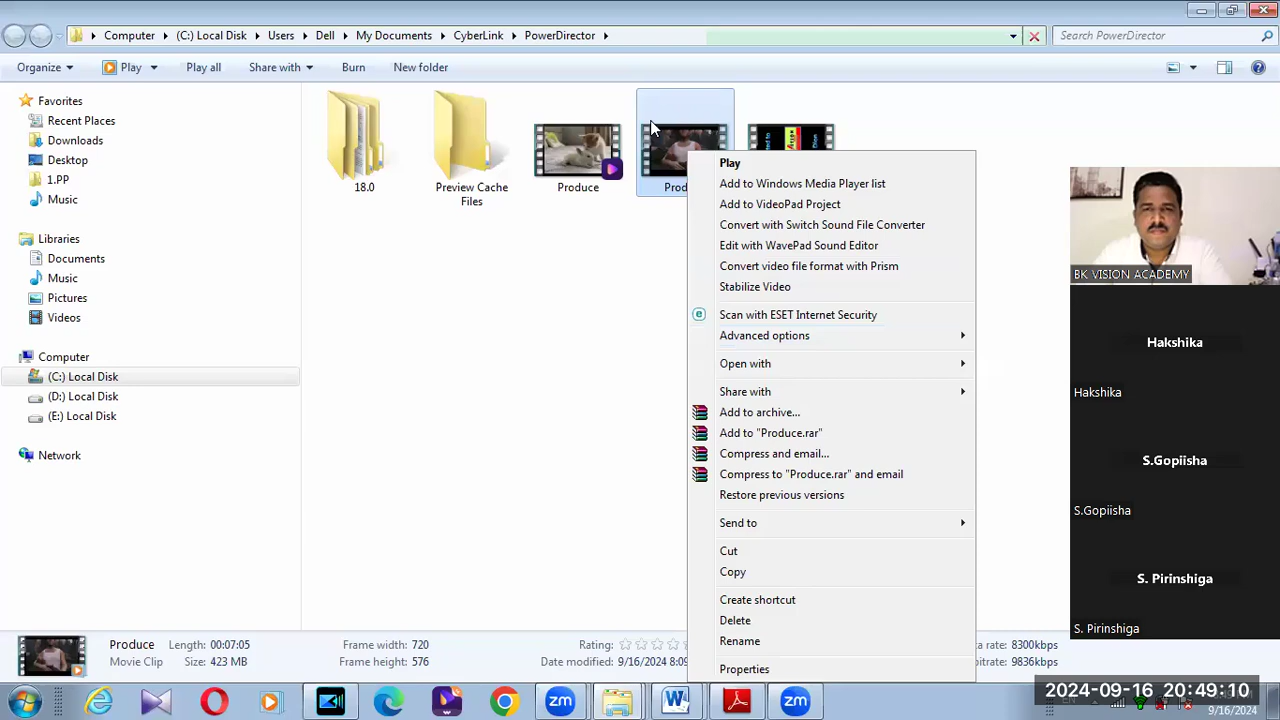 Computer ▸ (C:) Local Disk ▸ Users ▸ Dell ▸ My Documents ▸ CyberLink ▸ PowerDirector ▸
Search PowerDirector
Organize Play Play all Share with Burn New folder
Favorites
Recent Places
Downloads
Desktop
1.PP
Music
Libraries
Documents
Music
Pictures
Videos
Computer
(C:) Local Disk
(D:) Local Disk
(E:) Local Disk
Network
18.0
Preview Cache
Files
Produce
Prod
Play
Add to Windows Media Player list
Add to VideoPad Project
Convert with Switch Sound File Converter
Edit with WavePad Sound Editor
Convert video file format with Prism
Stabilize Video
Scan with ESET Internet Security
Advanced options
Open with
Share with
Add to archive...
Add to "Produce.rar"
Compress and email...
Compress to "Produce.rar" and email
Restore previous versions
Send to
Cut
Copy
Create shortcut
Delete
Rename
Properties
BK VISION ACADEMY
Hakshika
Hakshika
S.Gopiisha
S.Gopiisha
S. Pirinshiga
S. Pirinshiga
Produce Length: 00:07:05 Frame width: 720 Rating: a rate: 8300kbps
Movie Clip Size: 423 MB Frame height: 576 Date modified: 9/16/2024 8:09 bitrate: 9836kbps
zm W zm
2024-09-16 20:49:10
9/16/2024